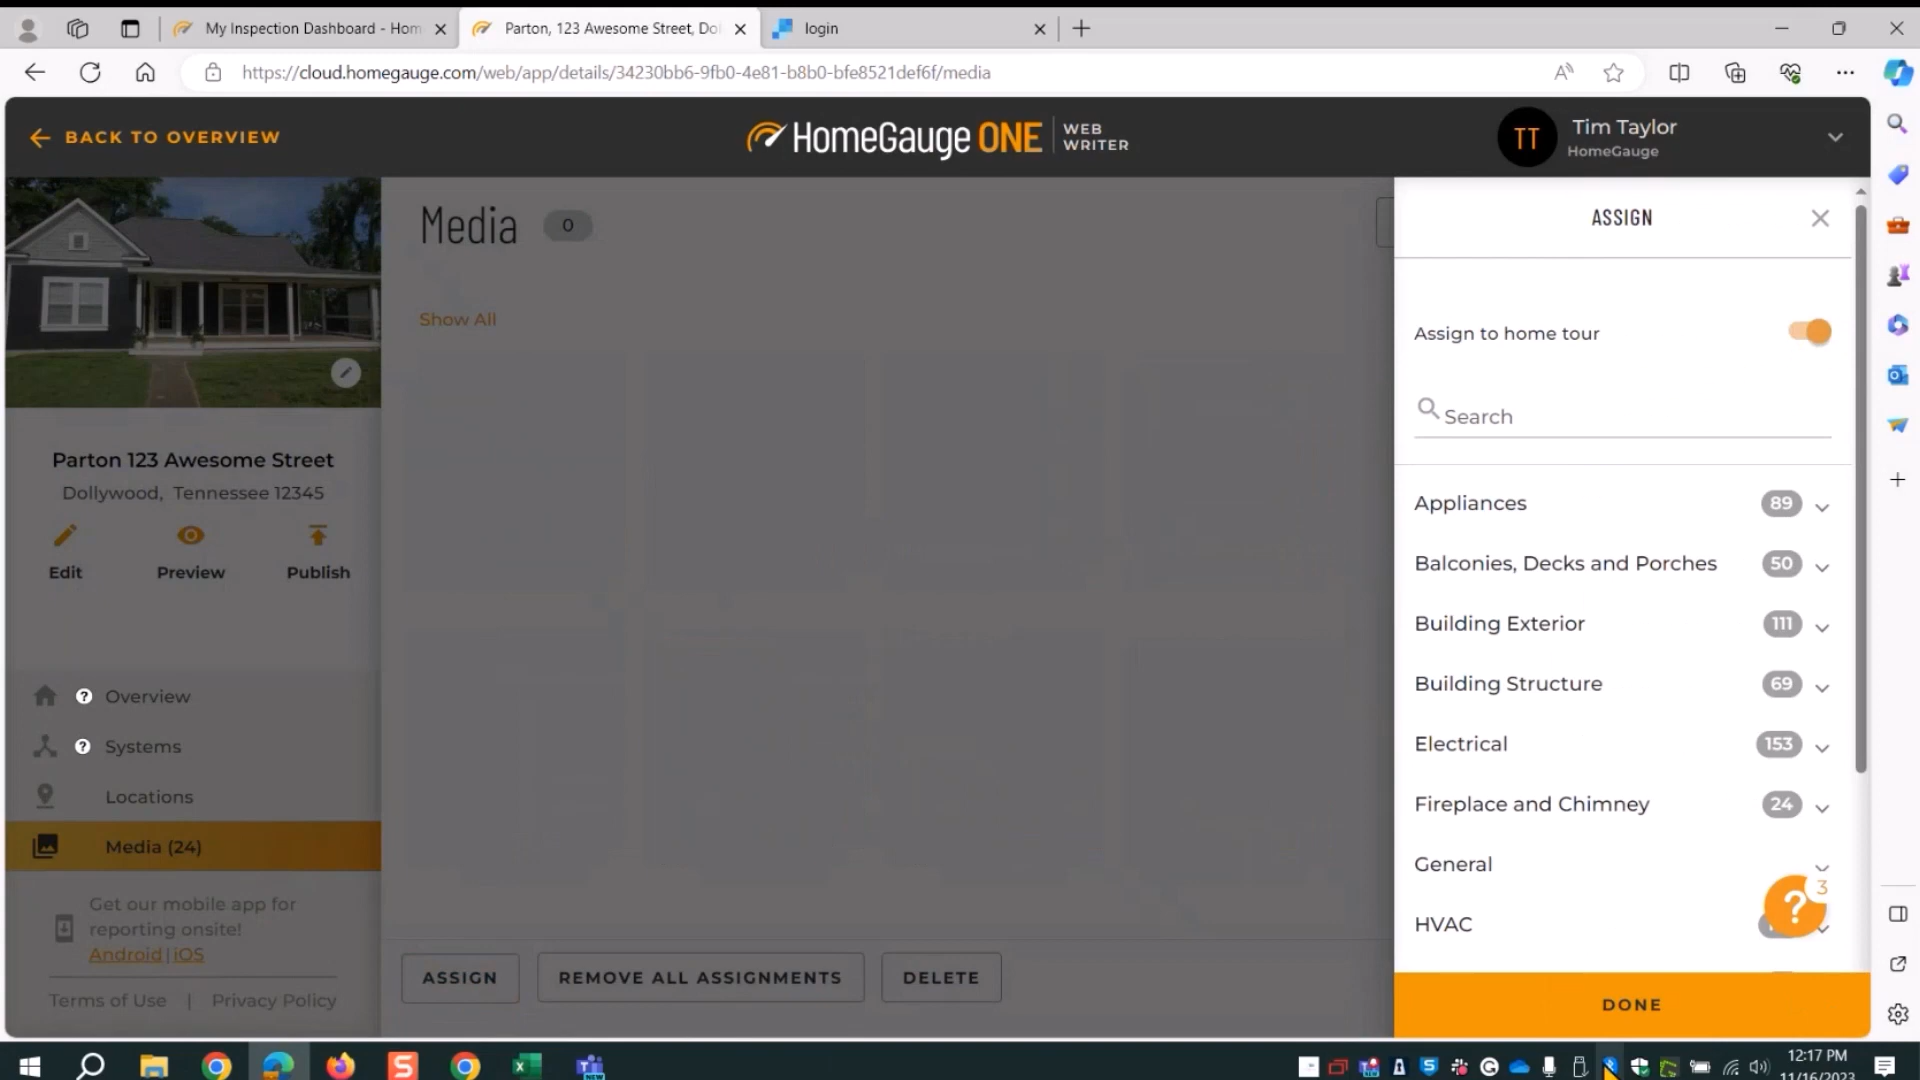 My Inspection Dashboard - Hom
Parton, 123 Awesome Street, Dol
login
https://cloud.homegauge.com/web/app/details/34230bb6-9fb0-4e81-b8b0-bfe8521def6f/media
BACK TO OVERVIEW
HomeGauge ONE
WEB
WRITER
TT
Tim Taylor
HomeGauge
Media 0
Show All
Parton 123 Awesome Street
Dollywood, Tennessee 12345
Edit
Preview
Publish
? Overview
? Systems
Locations
Media (24)
Get our mobile app for
reporting onsite!
Android | iOS
Terms of Use | Privacy Policy
ASSIGN
REMOVE ALL ASSIGNMENTS
DELETE
ASSIGN
Assign to home tour
Search
Appliances 89
Balconies, Decks and Porches 50
Building Exterior 111
Building Structure 69
Electrical 153
Fireplace and Chimney 24
General
? 3
HVAC
DONE
12:17 PM
11/16/2023